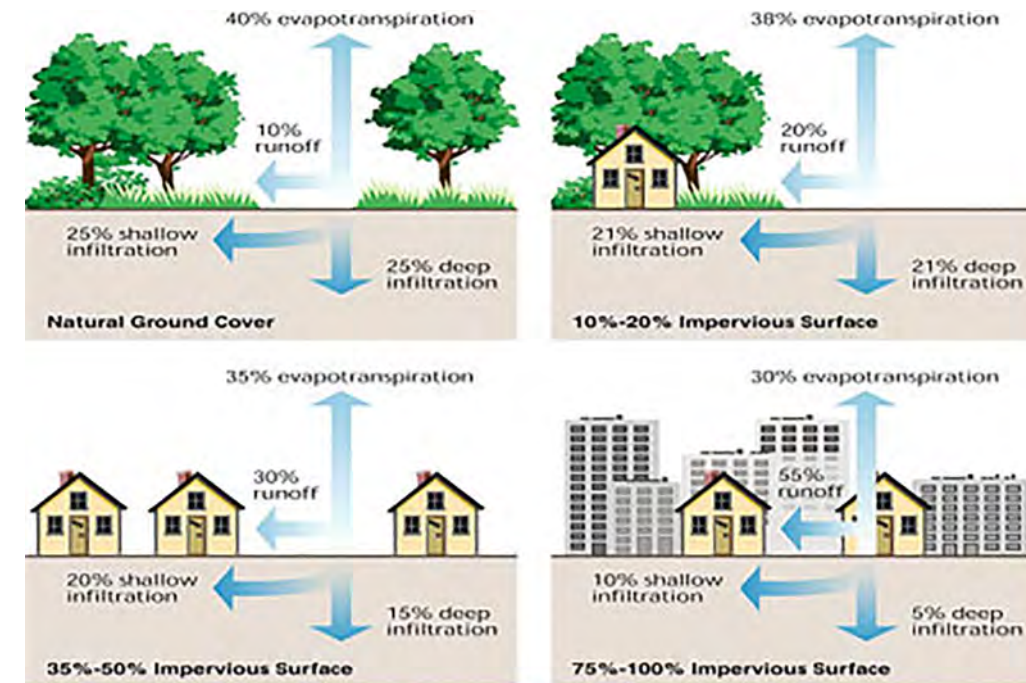 40% evapotranspiration
10%
runoff
25% shallow
infiltration
25% deep
infiltration
Natural Ground Cover
38% evapotranspiration
20%
runoff
21% shallow
infiltration
21% deep
infiltration
10%-20% Impervious Surface
35% evapotranspiration
30%
runoff
20% shallow
infiltration
15% deep
infiltration
35%-50% Impervious Surface
30% evapotranspiration
55%
runoff
10% shallow
infiltration
5% deep
infiltration
75%-100% Impervious Surface